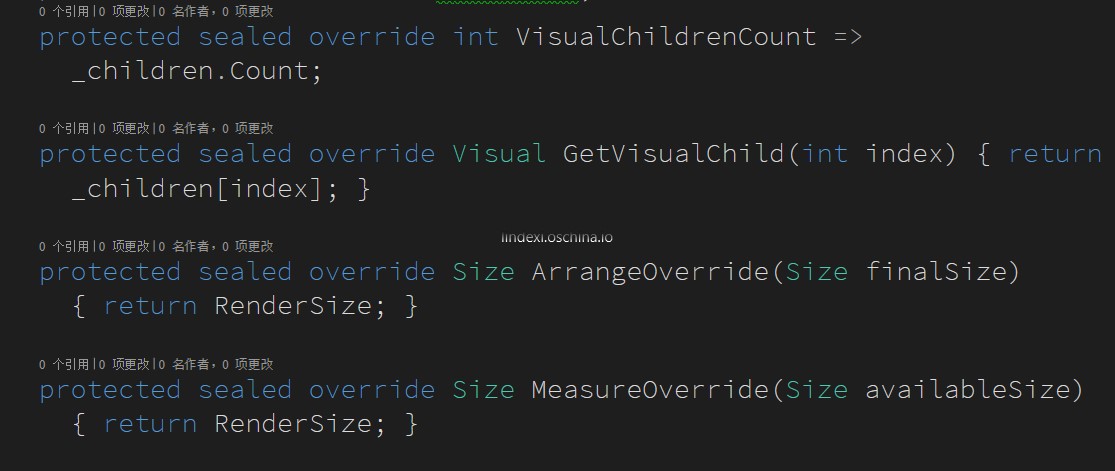 0 个引用|0 项更改|0 名作者，0 项更改
protected sealed override int VisualChildrenCount =>
_children.Count;
0 个引用|0 项更改|0 名作者，0 项更改
protected sealed override Visual GetVisualChild(int index) { return
_children[index]; }
lindexi.oschina.io
0 个引用|0 项更改|0 名作者，0 项更改
protected sealed override Size ArrangeOverride(Size finalSize)
{ return RenderSize; }
0 个引用|0 项更改|0 名作者，0 项更改
protected sealed override Size MeasureOverride(Size availableSize)
{ return RenderSize; }